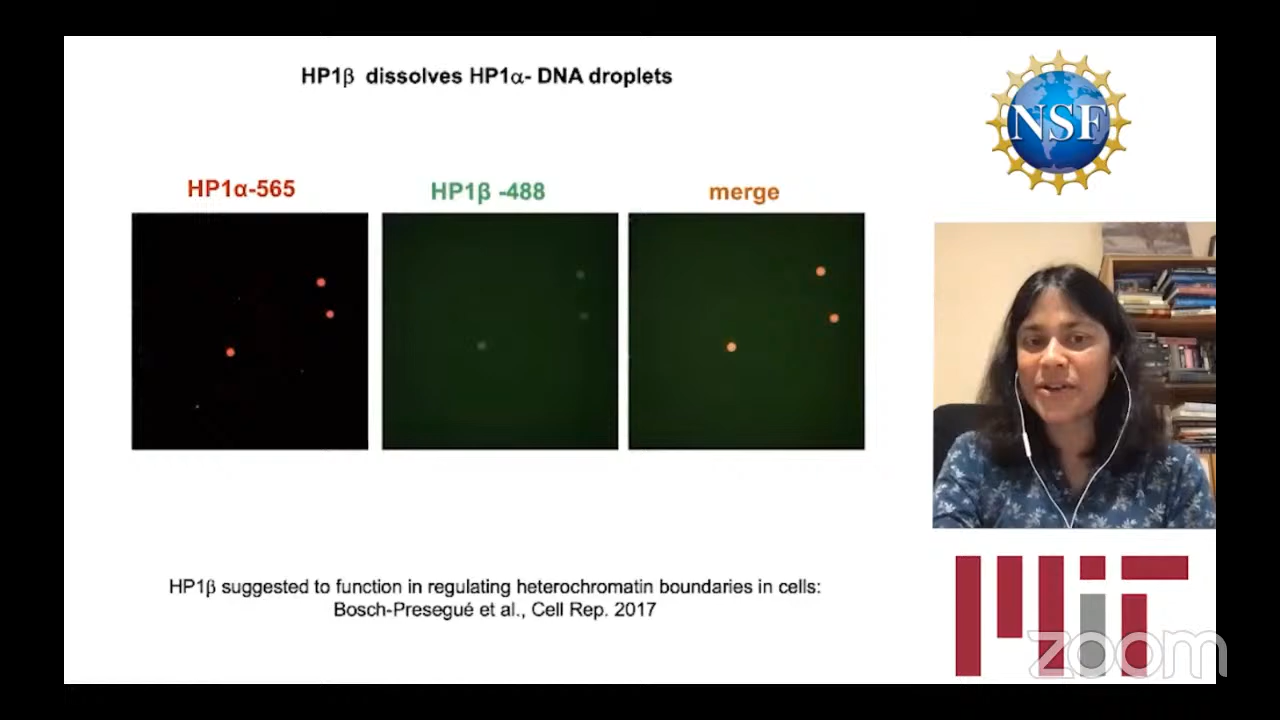 HP1β dissolves HP1α- DNA droplets
HP1α-565
HP1β -488
merge
HP1β suggested to function in regulating heterochromatin boundaries in cells:
Bosch-Presegué et al., Cell Rep. 2017
NSF
MIT
zoom